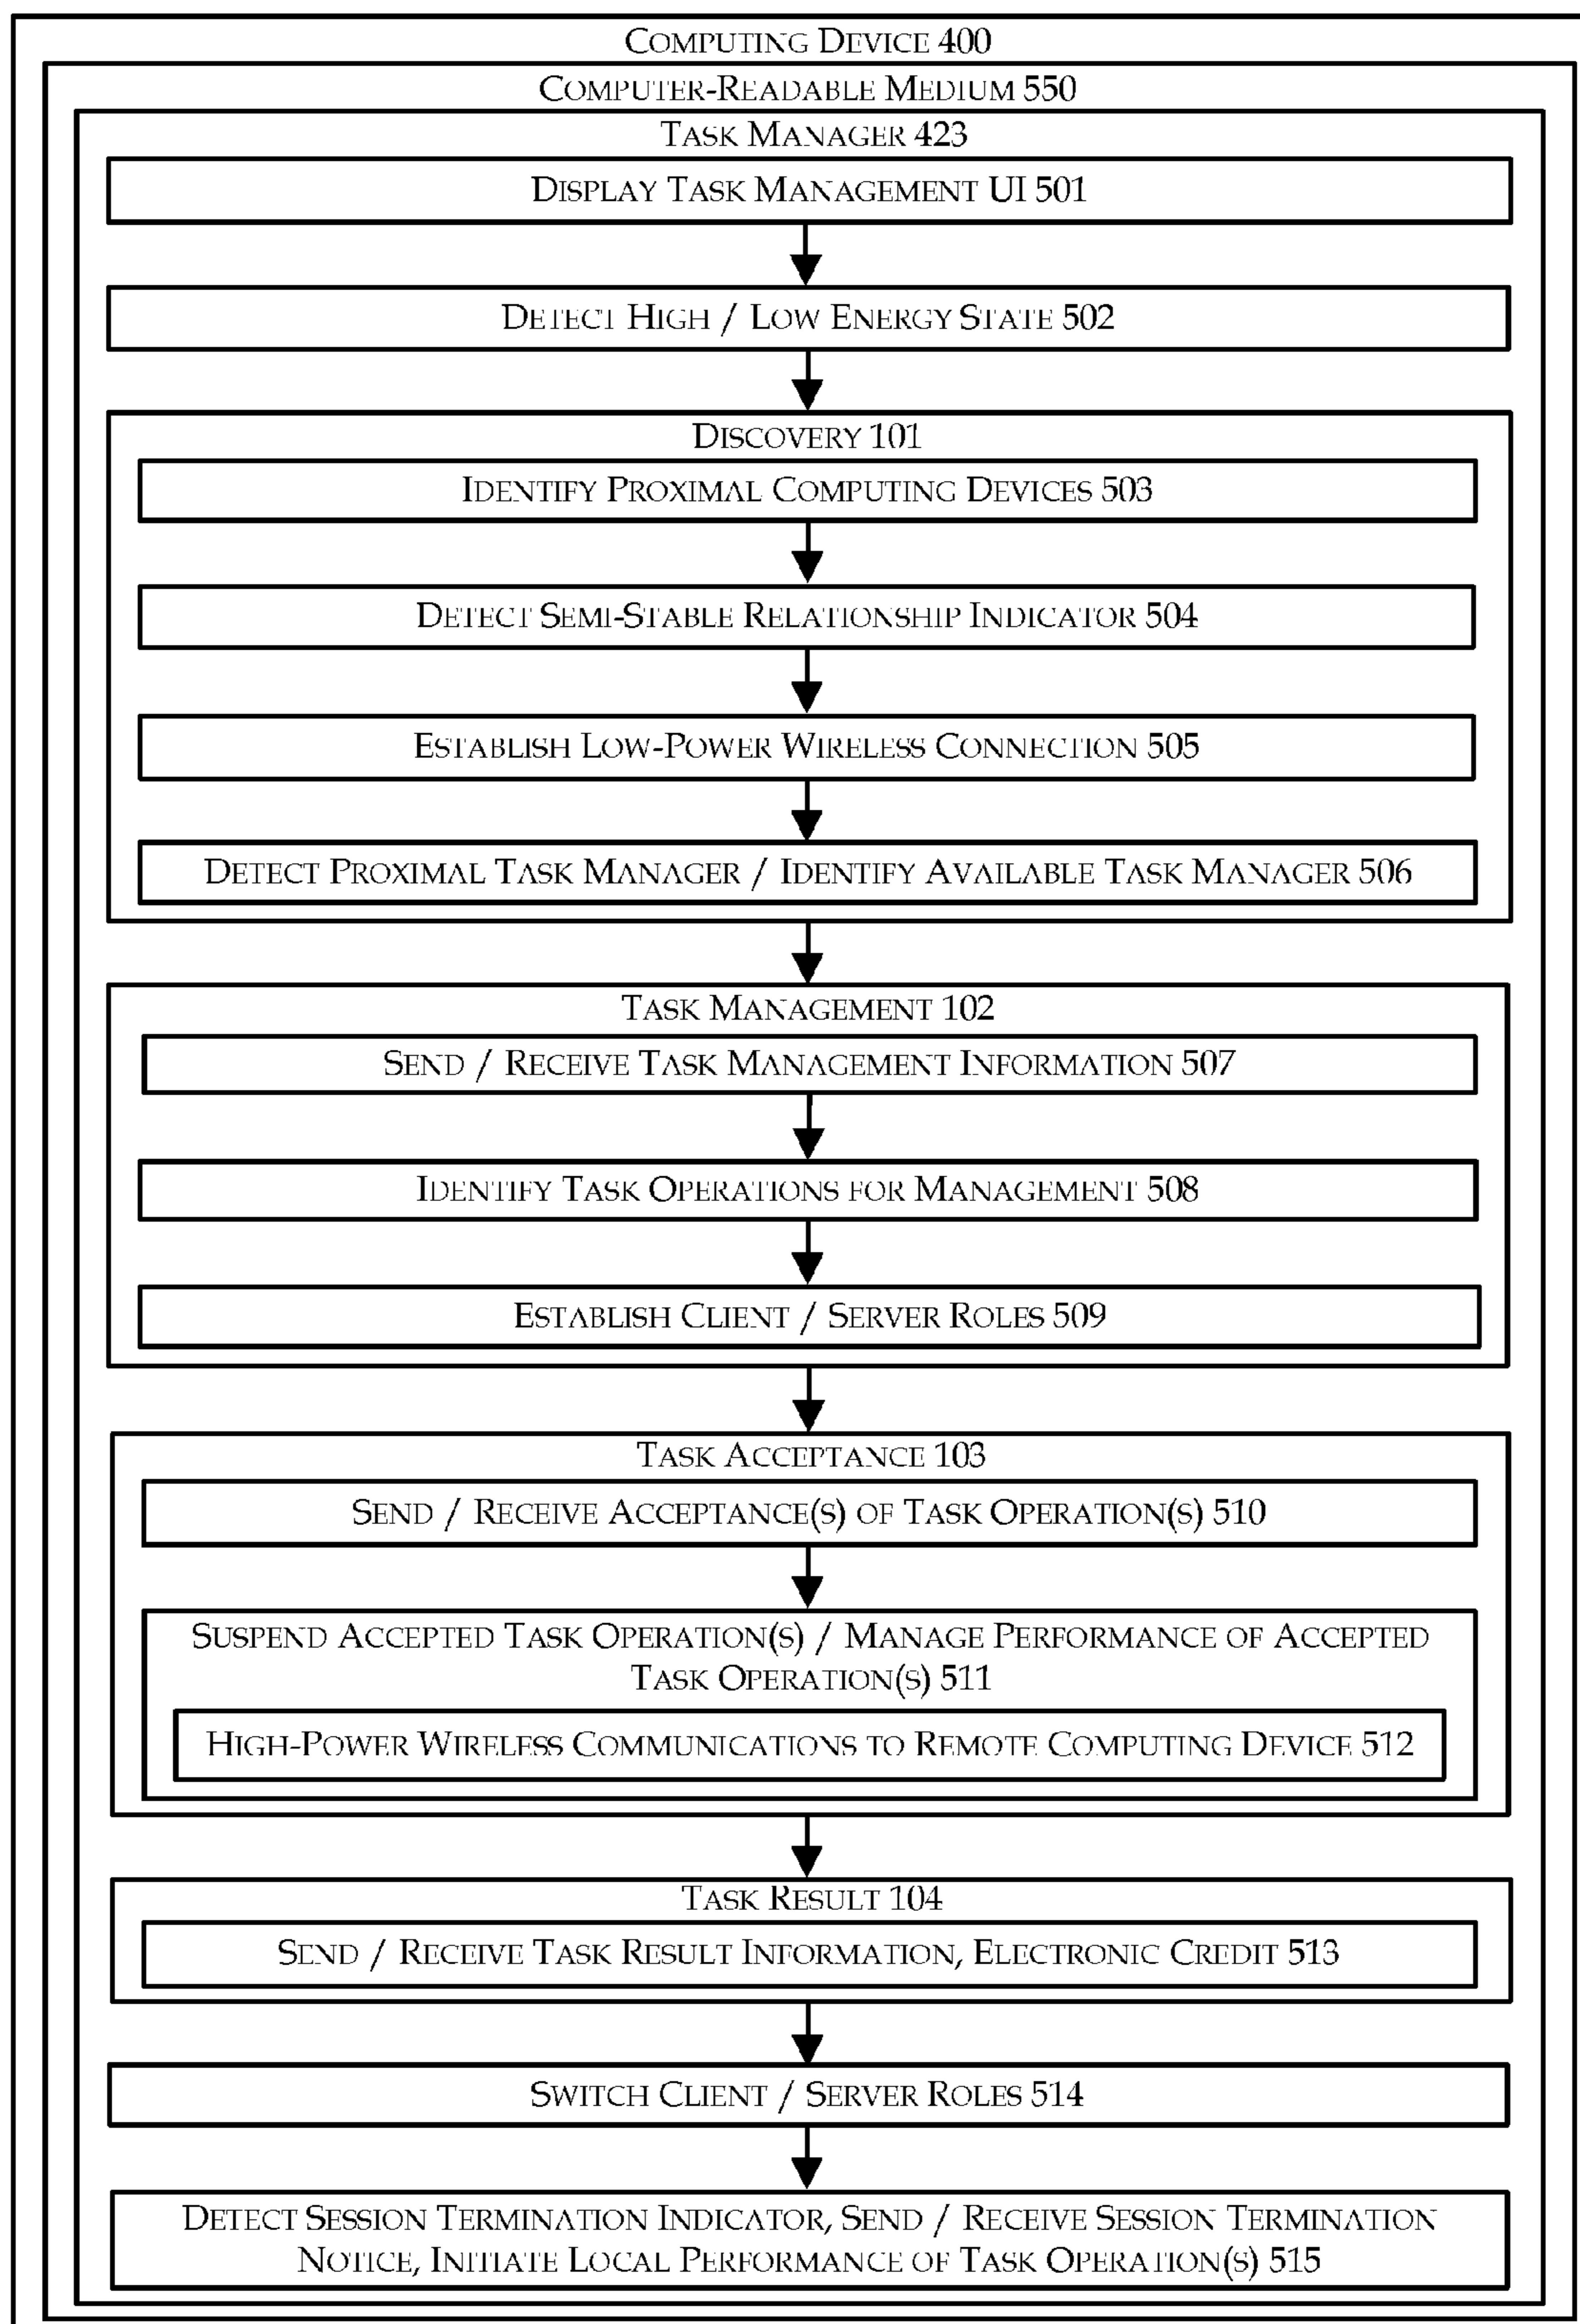 COMPUTING DEVICE 400
COMPUTER-READABLE MEDIUM 550
TASK MANAGER 423
DISPLAY TASK MANAGEMENT UI 501
DETECT HIGH / LOW ENERGY STATE 502
DISCOVERY 101
IDENTIFY PROXIMAL COMPUTING DEVICES 503
DETECT SEMI-STABLE RELATIONSHIP INDICATOR 504
ESTABLISH LOW-POWER WIRELESS CONNECTION 505
DETECT PROXIMAL TASK MANAGER / IDENTIFY AVAILABLE TASK MANAGER 506
TASK MANAGEMENT 102
SEND / RECEIVE TASK MANAGEMENT INFORMATION 507
IDENTIFY TASK OPERATIONS FOR MANAGEMENT 508
ESTABLISH CLIENT / SERVER ROLES 509
TASK ACCEPTANCE 103
SEND / RECEIVE ACCEPTANCE(S) OF TASK OPERATION(S) 510
SUSPEND ACCEPTED TASK OPERATION(S) / MANAGE PERFORMANCE OF ACCEPTED
TASK OPERATION(S) 511
HIGH-POWER WIRELESS COMMUNICATIONS TO REMOTE COMPUTING DEVICE 512
TASK RESULT 104
SEND / RECEIVE TASK RESULT INFORMATION, ELECTRONIC CREDIT 513
SWITCH CLIENT / SERVER ROLES 514
DETECT SESSION TERMINATION INDICATOR, SEND / RECEIVE SESSION TERMINATION
NOTICE, INITIATE LOCAL PERFORMANCE OF TASK OPERATION(S) 515